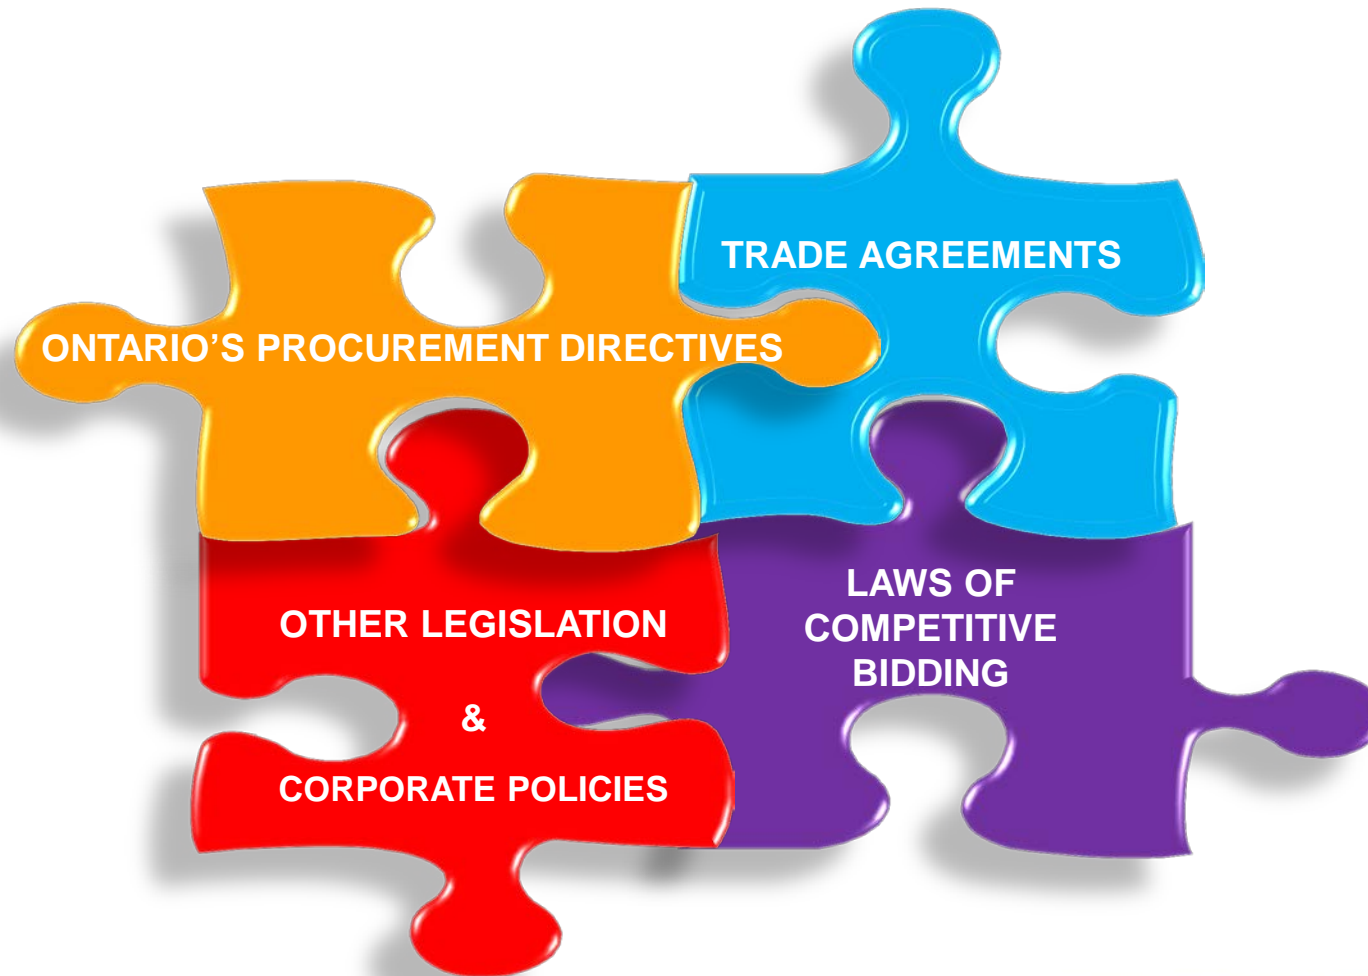 TRADE AGREEMENTS
ONTARIO’S PROCUREMENT DIRECTIVES
OTHER LEGISLATION
&
CORPORATE POLICIES
LAWS OF
COMPETITIVE
BIDDING